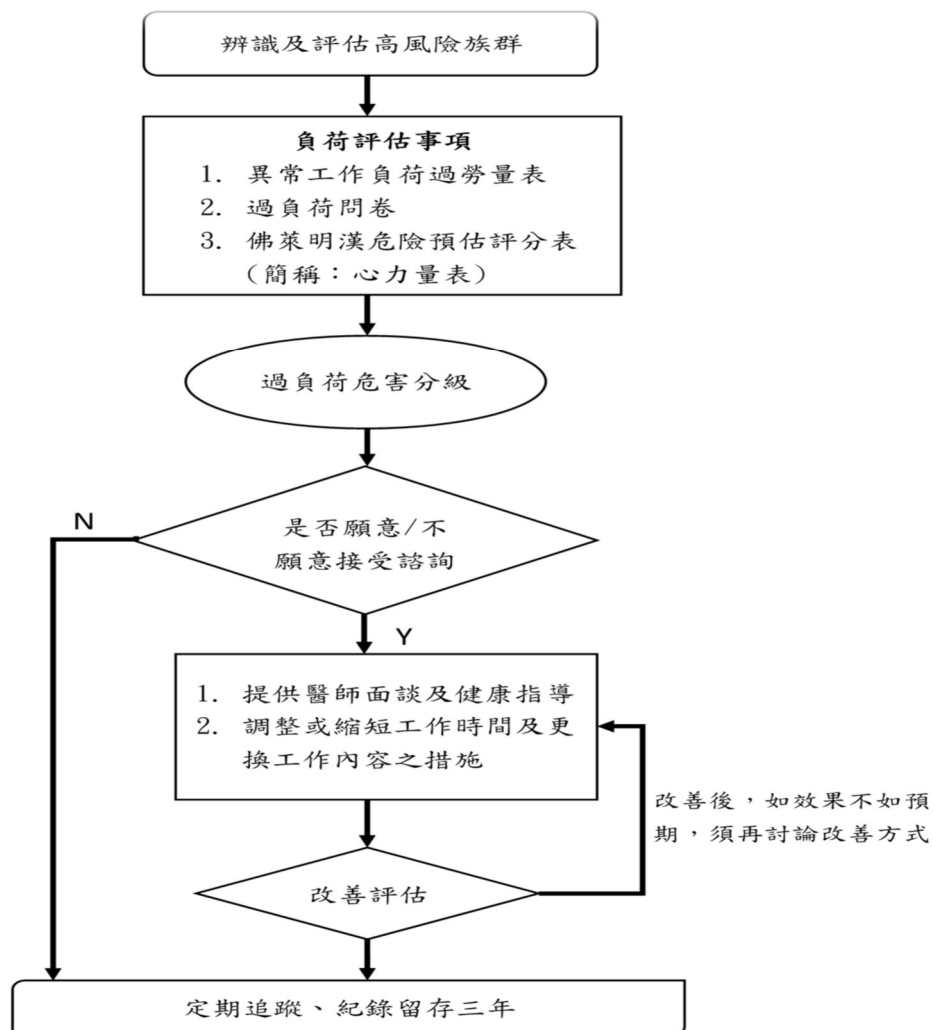 辨識及評估高風險族群
負荷評估事項
1. 異常工作負荷過勞量表
2. 過負荷問卷
3. 佛萊明漢危險預估評分表
(簡稱：心力量表)
過負荷危害分級
N
是否願意/不
願意接受諮詢
Y
1. 提供醫師面談及健康指導
2. 調整或縮短工作時間及更
換工作內容之措施
改善後，如效果不如預
期，須再討論改善方式
改善評估
定期追蹤、紀錄留存三年